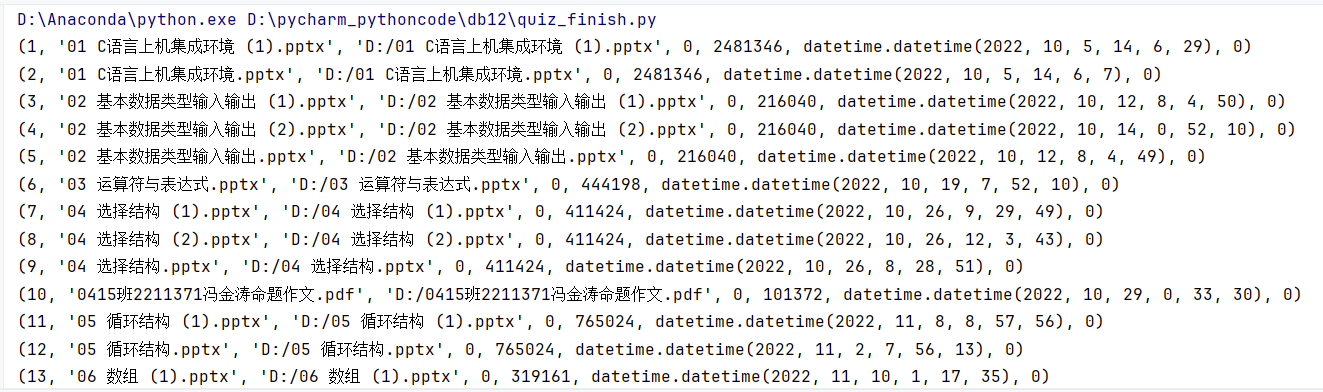 D:\Anaconda\python.exe D:\pycharm_pythoncode\db12\quiz_finish.py
(1, '01 C语言上机集成环境 (1).pptx', 'D:/01 C语言上机集成环境 (1).pptx', 0, 2481346, datetime.datetime(2022, 10, 5, 14, 6, 29), 0)
(2, '01 C语言上机集成环境.pptx', 'D:/01 C语言上机集成环境.pptx', 0, 2481346, datetime.datetime(2022, 10, 5, 14, 6, 7), 0)
(3, '02 基本数据类型输入输出 (1).pptx', 'D:/02 基本数据类型输入输出 (1).pptx', 0, 216040, datetime.datetime(2022, 10, 12, 8, 4, 50), 0)
(4, '02 基本数据类型输入输出 (2).pptx', 'D:/02 基本数据类型输入输出 (2).pptx', 0, 216040, datetime.datetime(2022, 10, 14, 0, 52, 10), 0)
(5, '02 基本数据类型输入输出.pptx', 'D:/02 基本数据类型输入输出.pptx', 0, 216040, datetime.datetime(2022, 10, 12, 8, 4, 49), 0)
(6, '03 运算符与表达式.pptx', 'D:/03 运算符与表达式.pptx', 0, 444198, datetime.datetime(2022, 10, 19, 7, 52, 10), 0)
(7, '04 选择结构 (1).pptx', 'D:/04 选择结构 (1).pptx', 0, 411424, datetime.datetime(2022, 10, 26, 9, 29, 49), 0)
(8, '04 选择结构 (2).pptx', 'D:/04 选择结构 (2).pptx', 0, 411424, datetime.datetime(2022, 10, 26, 12, 3, 43), 0)
(9, '04 选择结构.pptx', 'D:/04 选择结构.pptx', 0, 411424, datetime.datetime(2022, 10, 26, 8, 28, 51), 0)
(10, '0415班2211371冯金涛命题作文.pdf', 'D:/0415班2211371冯金涛命题作文.pdf', 0, 101372, datetime.datetime(2022, 10, 29, 0, 33, 30), 0)
(11, '05 循环结构 (1).pptx', 'D:/05 循环结构 (1).pptx', 0, 765024, datetime.datetime(2022, 11, 8, 8, 57, 56), 0)
(12, '05 循环结构.pptx', 'D:/05 循环结构.pptx', 0, 765024, datetime.datetime(2022, 11, 2, 7, 56, 13), 0)
(13, '06 数组 (1).pptx', 'D:/06 数组 (1).pptx', 0, 319161, datetime.datetime(2022, 11, 10, 1, 17, 35), 0)